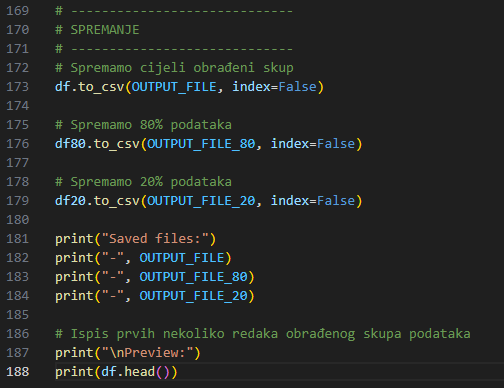 169 # -----------------------------
170 # SPREMANJE
171 # -----------------------------
172 # Spremamo cijeli obrađeni skup
173 df.to_csv(OUTPUT_FILE, index=False)
174
175 # Spremamo 80% podataka
176 df80.to_csv(OUTPUT_FILE_80, index=False)
177
178 # Spremamo 20% podataka
179 df20.to_csv(OUTPUT_FILE_20, index=False)
180
181 print("Saved files:")
182 print("-", OUTPUT_FILE)
183 print("-", OUTPUT_FILE_80)
184 print("-", OUTPUT_FILE_20)
185
186 # Ispis prvih nekoliko redaka obrađenog skupa podataka
187 print("\nPreview:")
188 print(df.head())